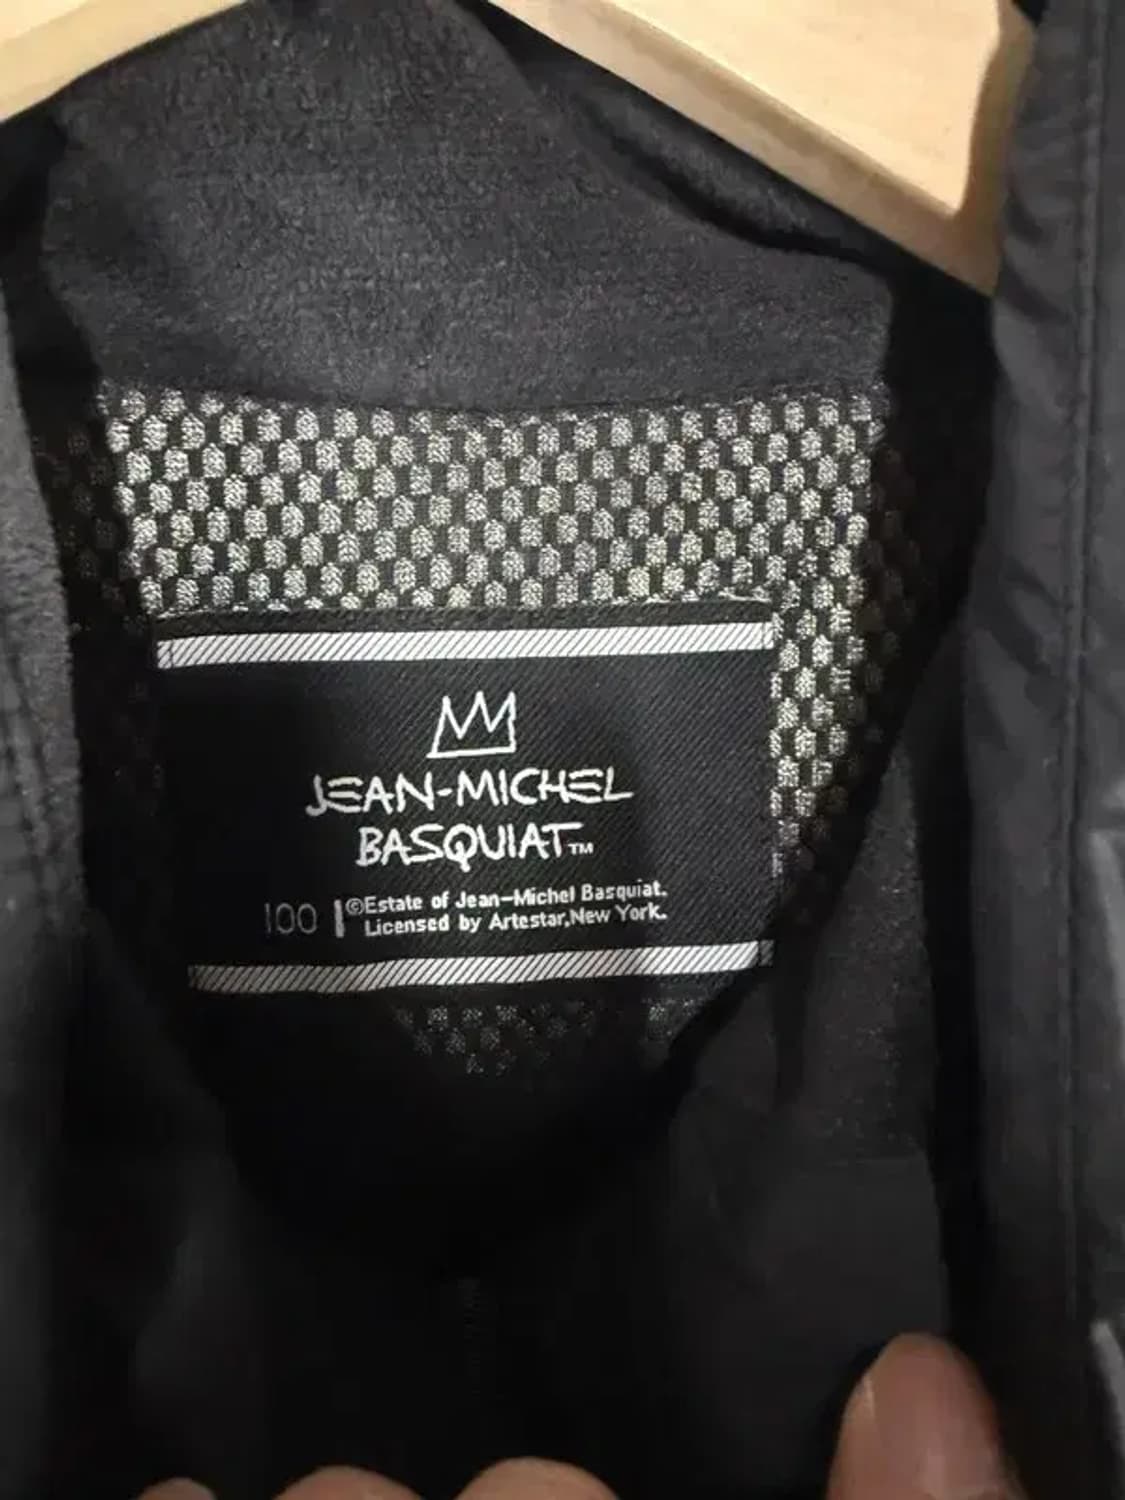 JEAN-MICHEL
BASQUIAT™
100
©Estate of Jean-Michel Basquiat.
Licensed by Artestar,New York.